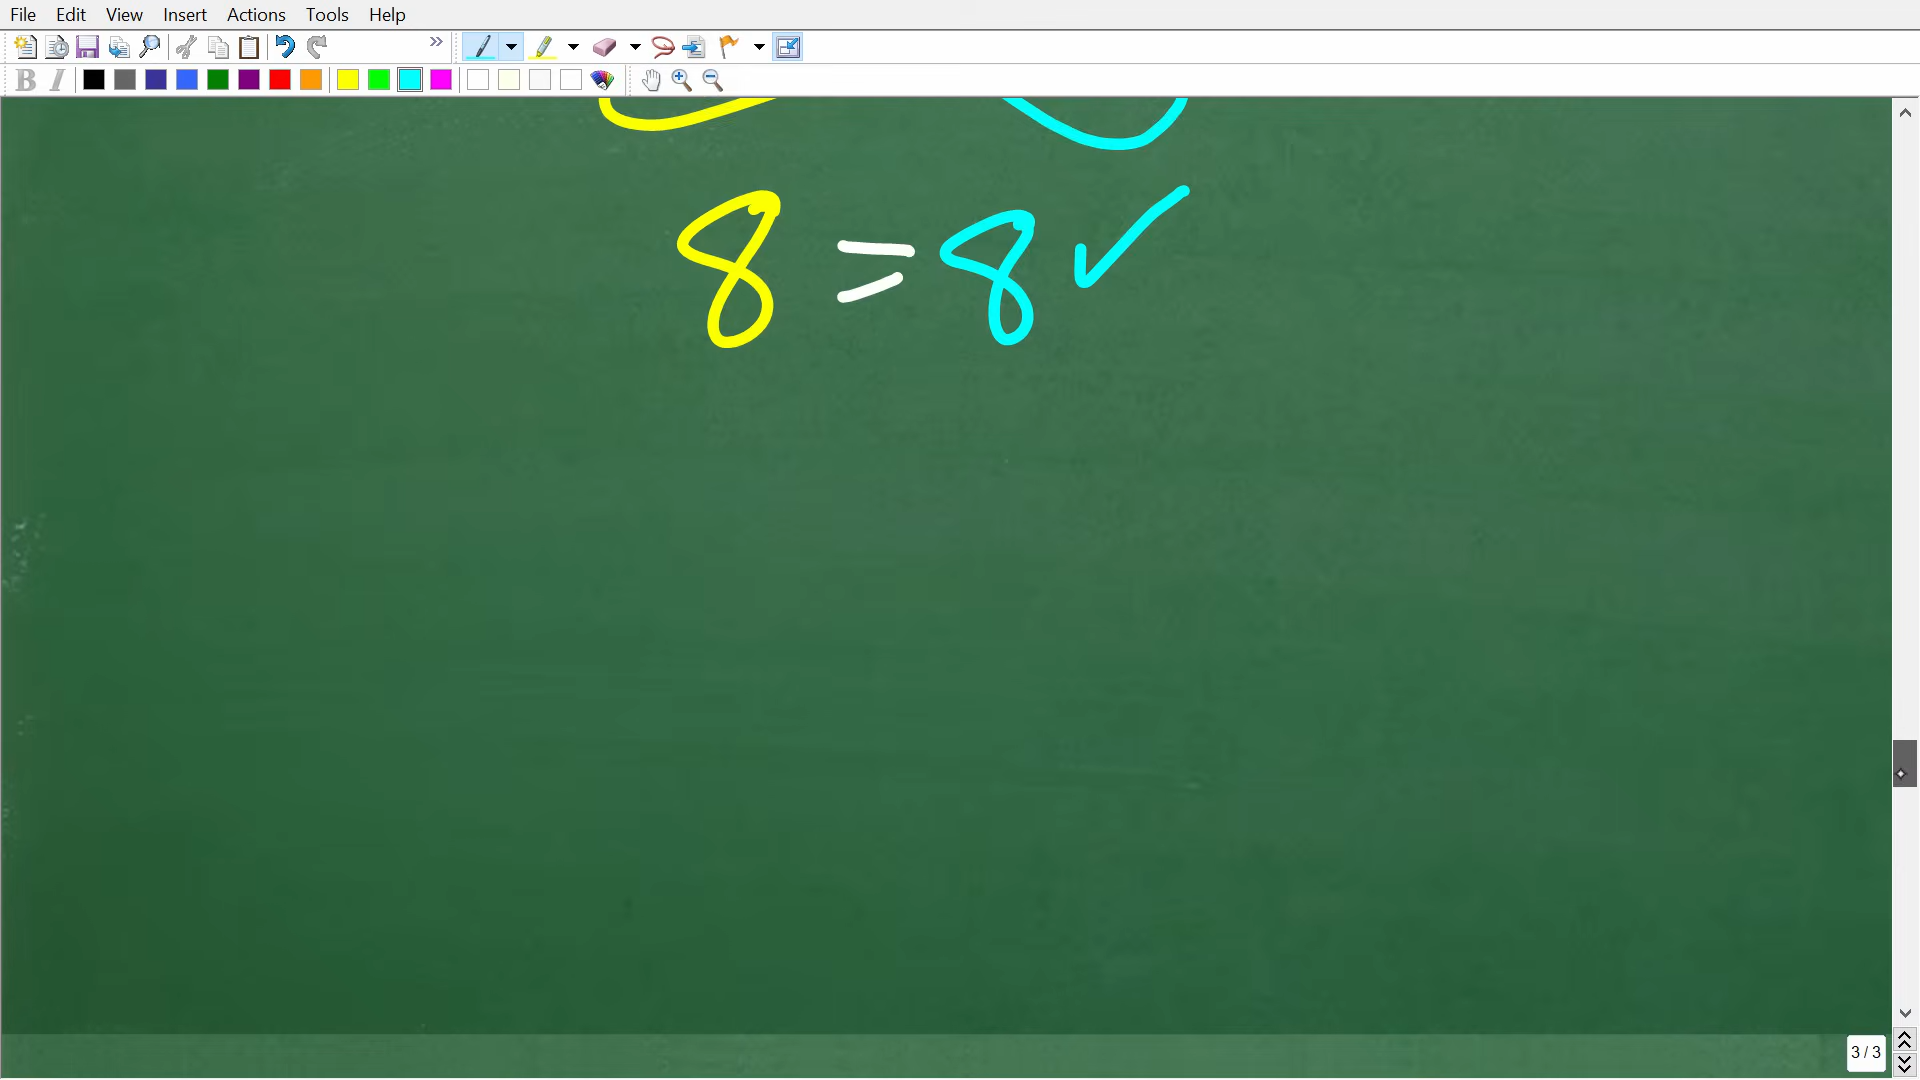 File Edit View Insert Actions Tools Help
B I
8 = 8 ✓
3 / 3